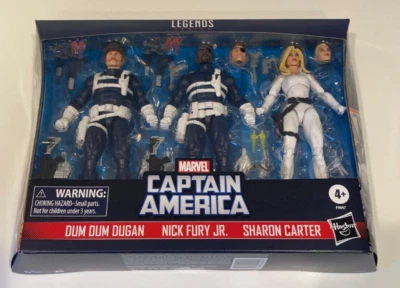 LEGENDS
MARVEL
CAPTAIN
AMERICA
WARNING:
CHOKING HAZARD–Small parts.
Not for children under 3 years.
4+
Hasbro
DUM DUM DUGAN NICK FURY JR. SHARON CARTER